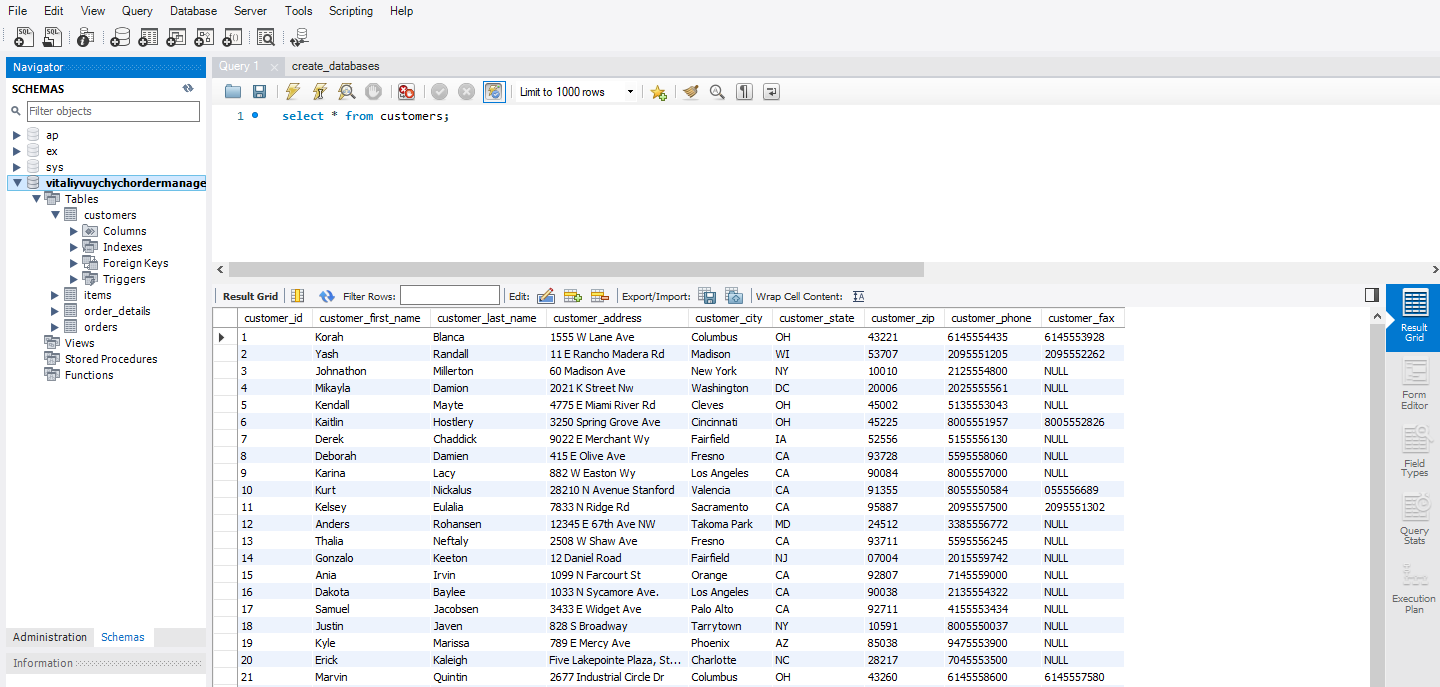 File Edit View Query Database Server Tools Scripting Help
Navigator
SCHEMAS
Filter objects
ap
ex
sys
vitaliyvuychychordermanage
Tables
customers
Columns
Indexes
Foreign Keys
Triggers
items
order_details
orders
Views
Stored Procedures
Functions
Administration Schemas
Information
Query 1 create_databases
Limit to 1000 rows
1 select * from customers;
Result Grid Filter Rows: Edit: Export/Import: Wrap Cell Content:
customer_id customer_first_name customer_last_name customer_address customer_city customer_state customer_zip customer_phone customer_fax
1 Korah Blanca 1555 W Lane Ave Columbus OH 43221 6145554435 6145553928
2 Yash Randall 11 E Rancho Madera Rd Madison WI 53707 2095551205 2095552262
3 Johnathon Millerton 60 Madison Ave New York NY 10010 2125554800 NULL
4 Mikayla Damion 2021 K Street Nw Washington DC 20006 2025555561 NULL
5 Kendall Mayte 4775 E Miami River Rd Cleves OH 45002 5135553043 NULL
6 Kaitlin Hostlery 3250 Spring Grove Ave Cincinnati OH 45225 8005551957 8005552826
7 Derek Chaddick 9022 E Merchant Wy Fairfield IA 52556 5155556130 NULL
8 Deborah Damien 415 E Olive Ave Fresno CA 93728 5595558060 NULL
9 Karina Lacy 882 W Easton Wy Los Angeles CA 90084 8005557000 NULL
10 Kurt Nickalus 28210 N Avenue Stanford Valencia CA 91355 8055550584 055556689
11 Kelsey Eulalia 7833 N Ridge Rd Sacramento CA 95887 2095557500 2095551302
12 Anders Rohansen 12345 E 67th Ave NW Takoma Park MD 24512 3385556772 NULL
13 Thalia Neftaly 2508 W Shaw Ave Fresno CA 93711 5595556245 NULL
14 Gonzalo Keeton 12 Daniel Road Fairfield NJ 07004 2015559742 NULL
15 Ania Irvin 1099 N Farcourt St Orange CA 92807 7145559000 NULL
16 Dakota Baylee 1033 N Sycamore Ave. Los Angeles CA 90038 2135554322 NULL
17 Samuel Jacobsen 3433 E Widget Ave Palo Alto CA 92711 4155553434 NULL
18 Justin Javen 828 S Broadway Tarrytown NY 10591 8005550037 NULL
19 Kyle Marissa 789 E Mercy Ave Phoenix AZ 85038 9475553900 NULL
20 Erick Kaleigh Five Lakepointe Plaza, St... Charlotte NC 28217 7045553500 NULL
21 Marvin Quintin 2677 Industrial Circle Dr Columbus OH 43260 6145558600 6145557580
Result
Grid
Form
Editor
Field
Types
Query
Stats
Execution
Plan